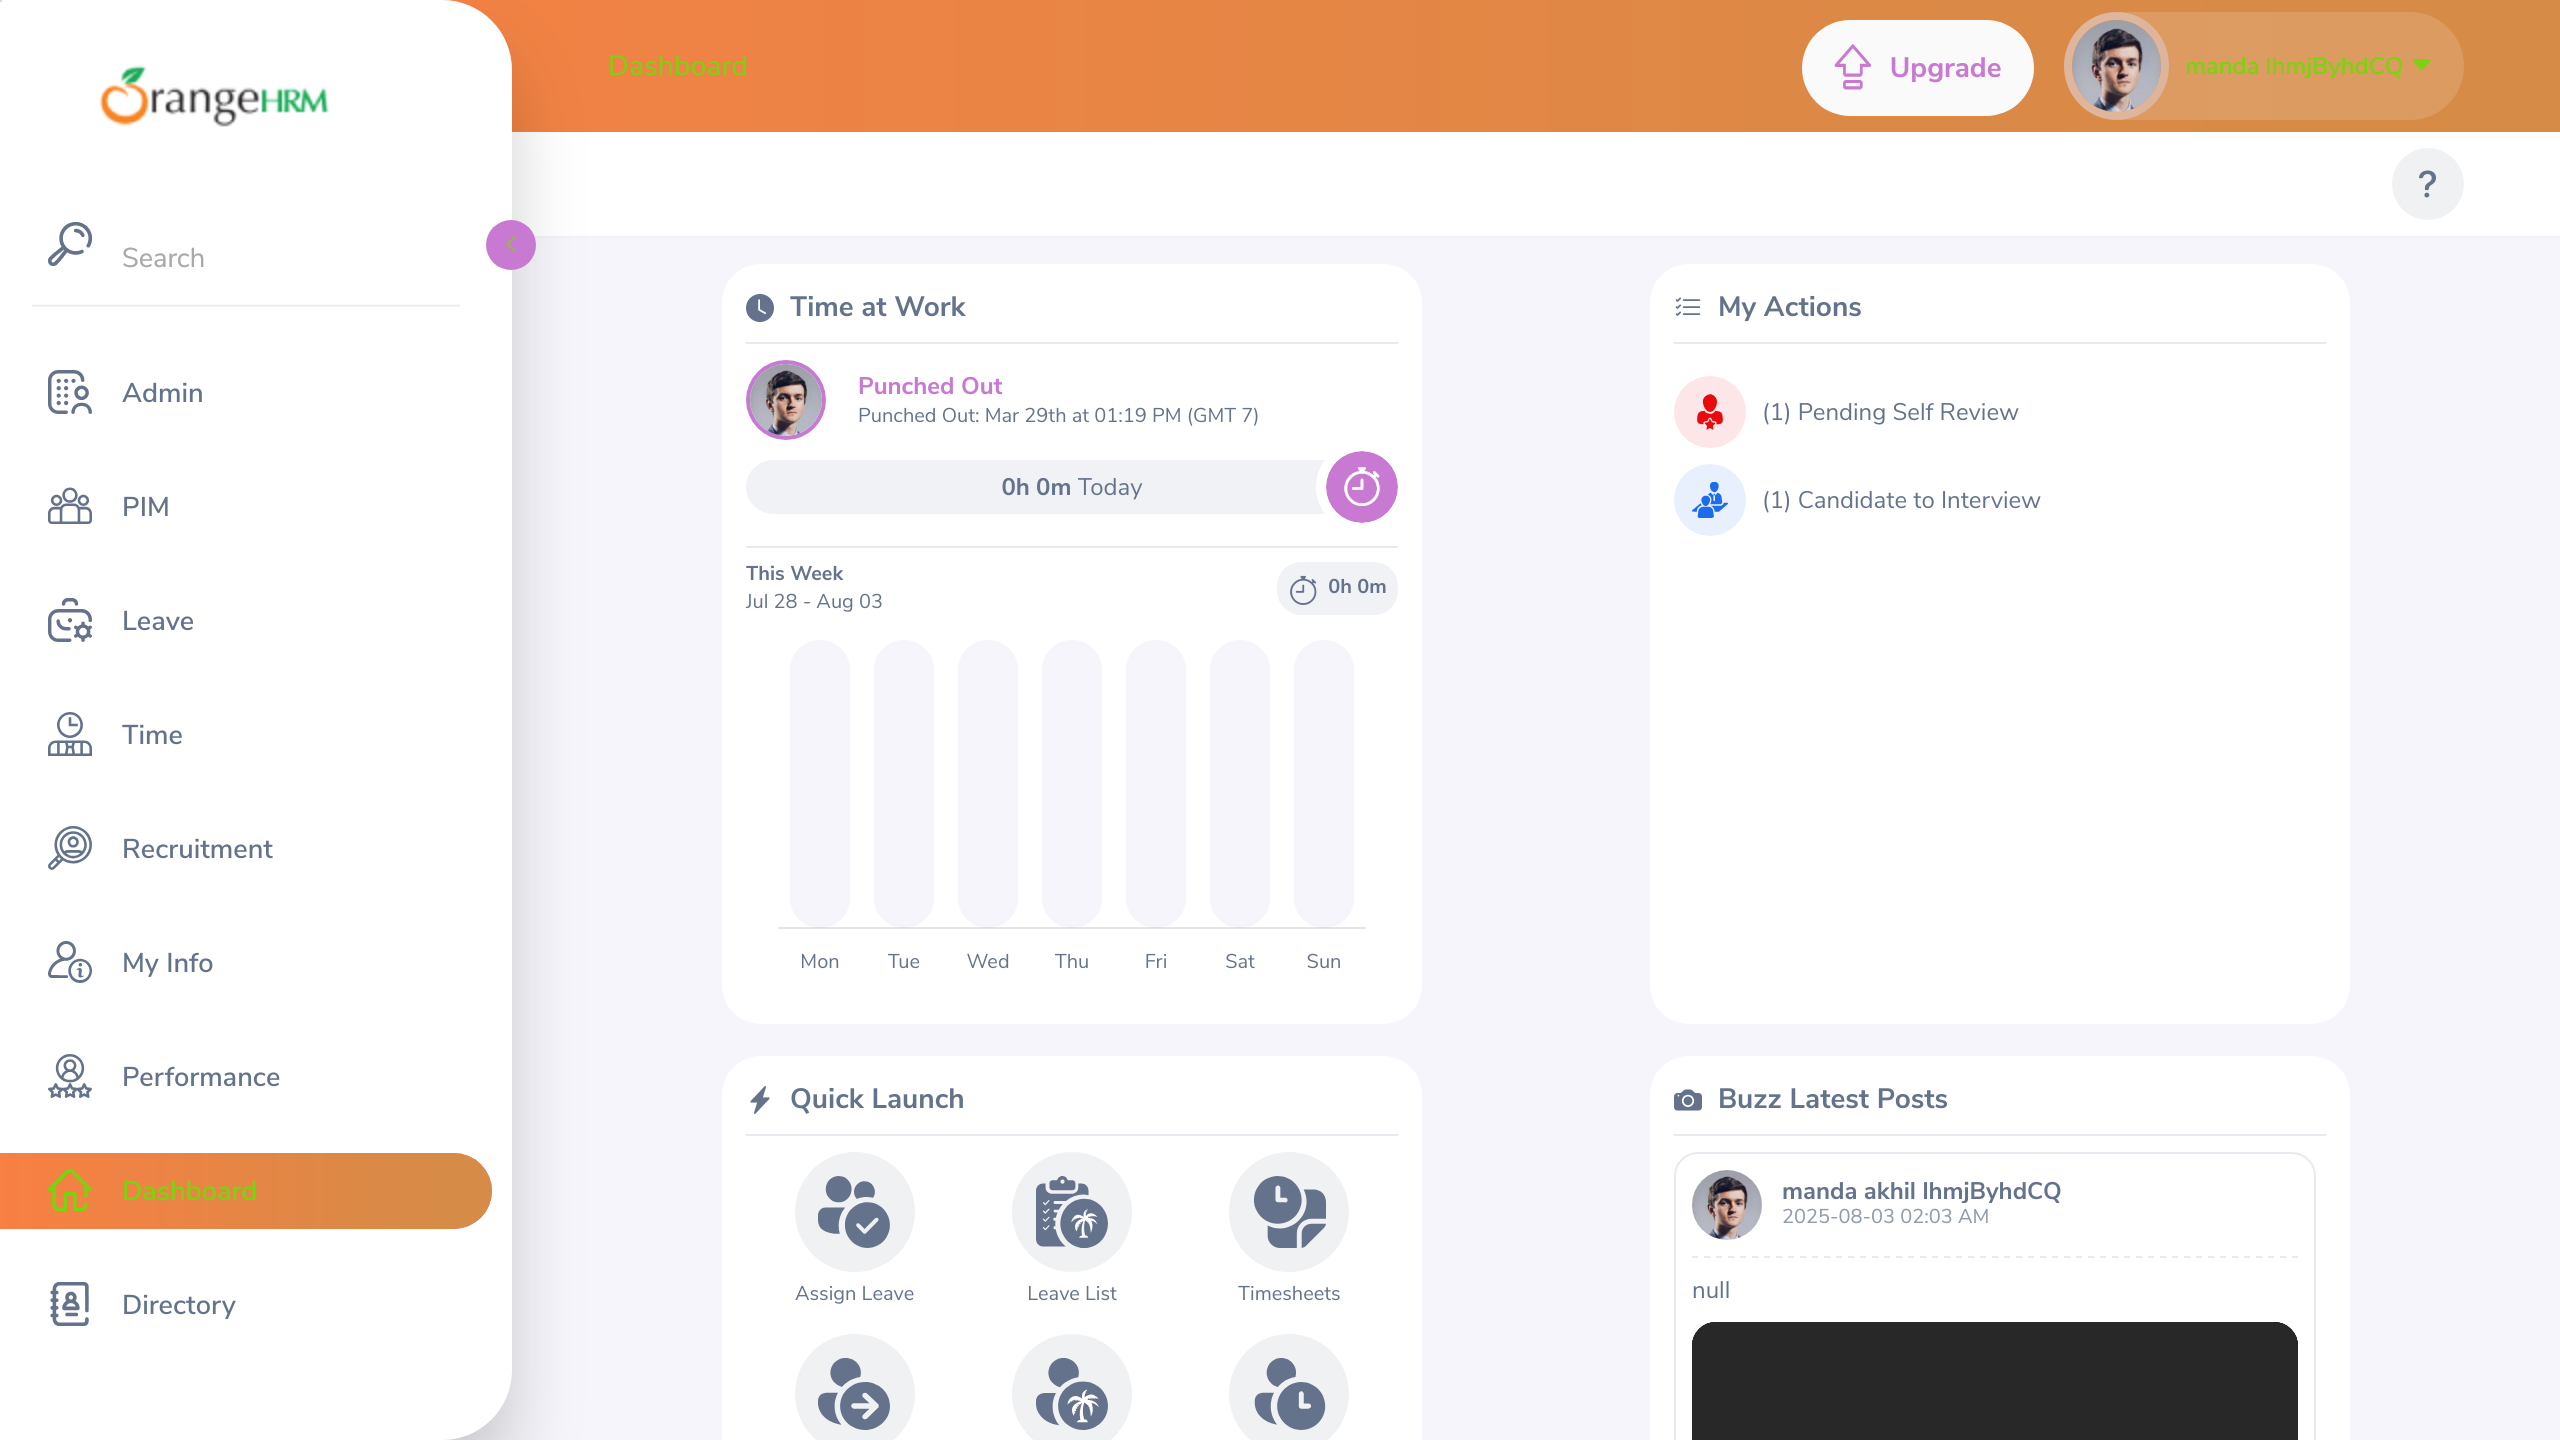 OrangeHRM
Search
Admin
PIM
Leave
Time
Recruitment
My Info
Performance
Dashboard
Directory
Dashboard
Upgrade
manda lhmjByhdCQ
?
Time at Work
Punched Out
Punched Out: Mar 29th at 01:19 PM (GMT 7)
0h 0m Today
This Week
Jul 28 - Aug 03
0h 0m
Mon Tue Wed Thu Fri Sat Sun
My Actions
(1) Pending Self Review
(1) Candidate to Interview
Quick Launch
Assign Leave
Leave List
Timesheets
Buzz Latest Posts
manda akhil lhmjByhdCQ
2025-08-03 02:03 AM
null